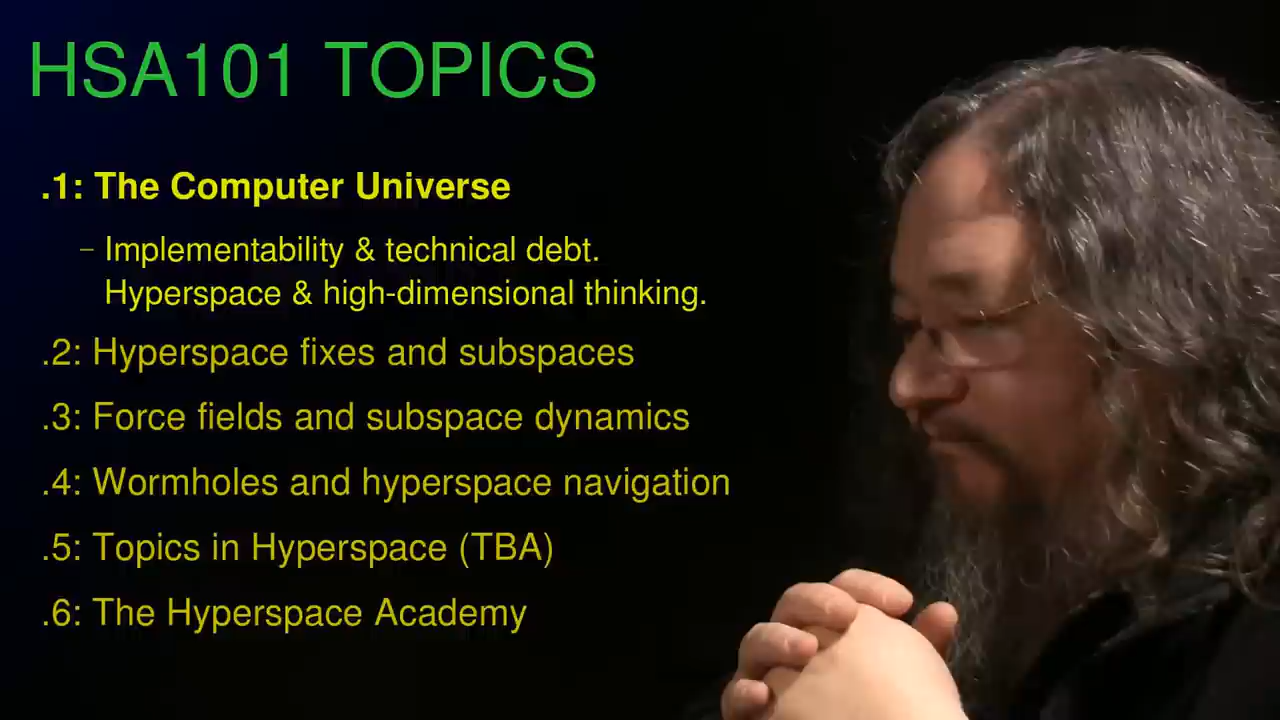 HSA101 TOPICS
.1: The Computer Universe
– Implementability & technical debt.
Hyperspace & high-dimensional thinking.
.2: Hyperspace fixes and subspaces
.3: Force fields and subspace dynamics
.4: Wormholes and hyperspace navigation
.5: Topics in Hyperspace (TBA)
.6: The Hyperspace Academy